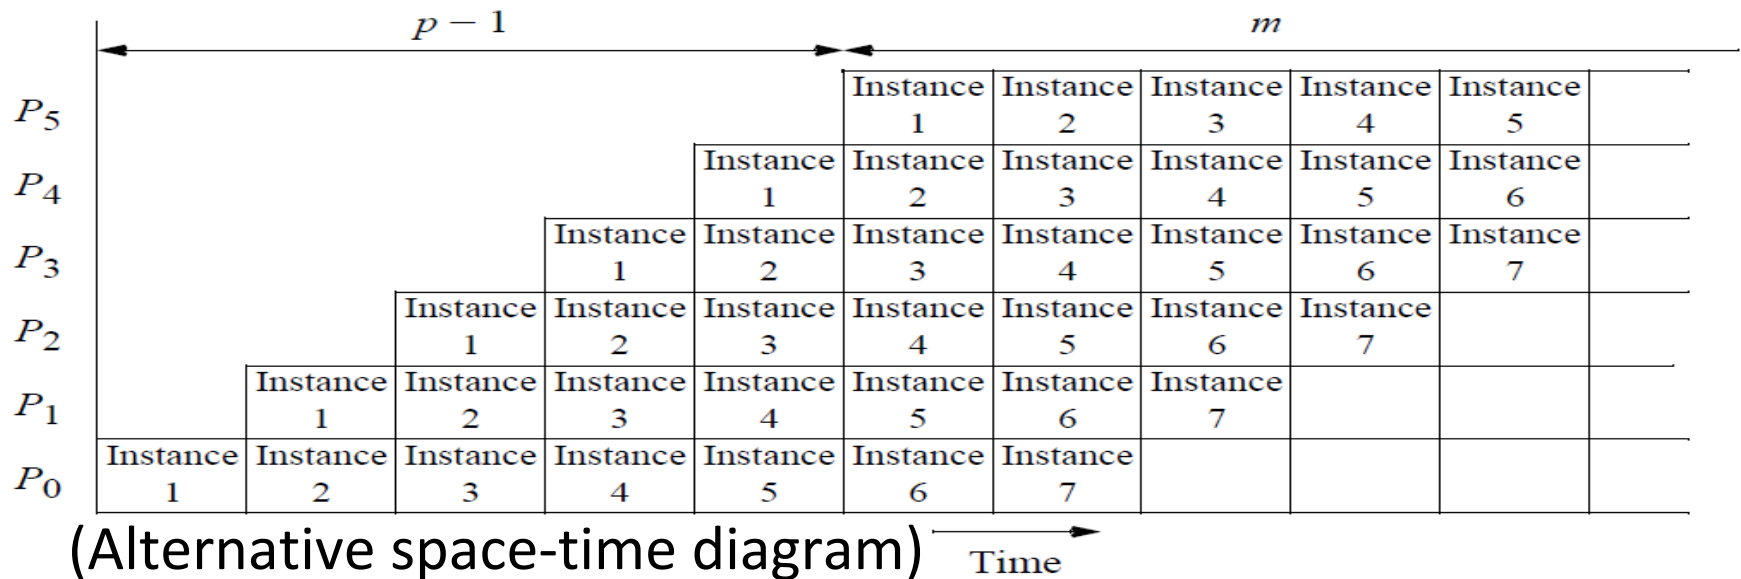 p − 1 m
P5 Instance 1 Instance 2 Instance 3 Instance 4 Instance 5
P4 Instance 1 Instance 2 Instance 3 Instance 4 Instance 5 Instance 6
P3 Instance 1 Instance 2 Instance 3 Instance 4 Instance 5 Instance 6 Instance 7
P2 Instance 1 Instance 2 Instance 3 Instance 4 Instance 5 Instance 6 Instance 7
P1 Instance 1 Instance 2 Instance 3 Instance 4 Instance 5 Instance 6 Instance 7
P0 Instance 1 Instance 2 Instance 3 Instance 4 Instance 5 Instance 6 Instance 7
(Alternative space-time diagram)
Time